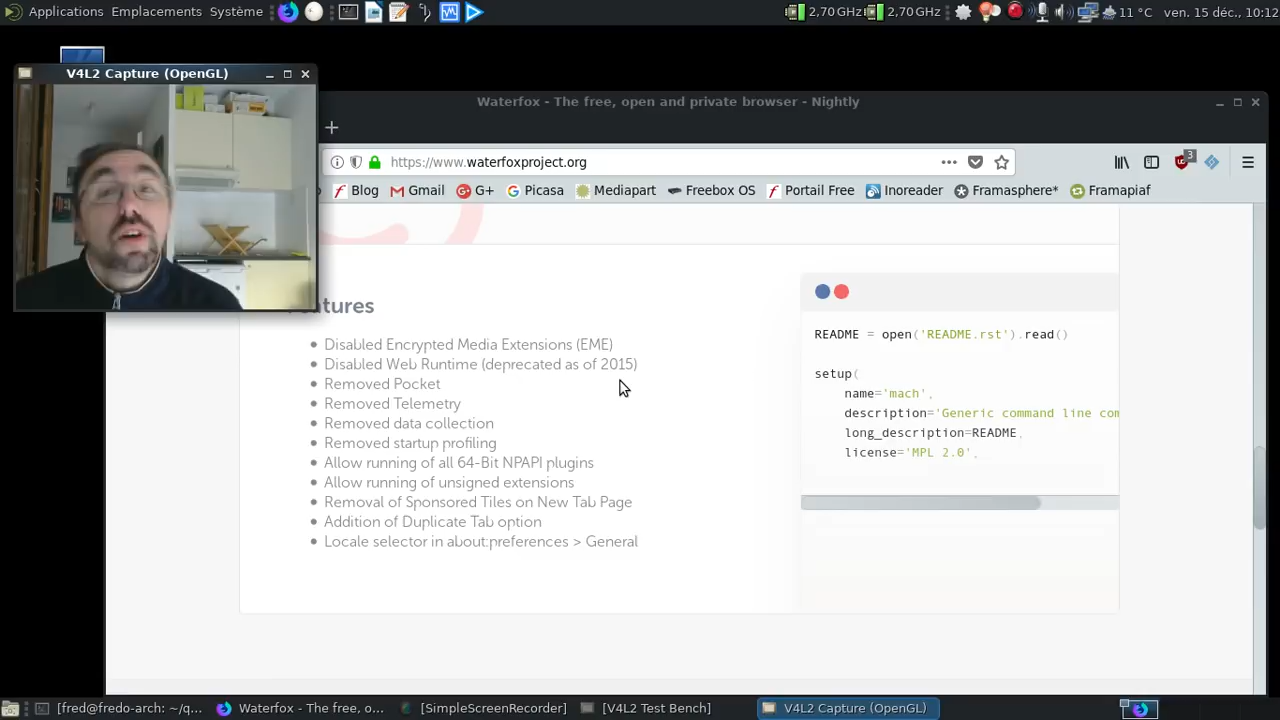 Applications Emplacements Système 2,70 GHz 2,70 GHz 11 °C ven. 15 déc., 10:12
V4L2 Capture (OpenGL)
Waterfox - The free, open and private browser - Nightly
https://www.waterfoxproject.org 3
Blog Gmail G+ Picasa Mediapart Freebox OS Portail Free Inoreader Framasphere* Framapiaf
Disabled Encrypted Media Extensions (EME)
Disabled Web Runtime (deprecated as of 2015)
Removed Pocket
Removed Telemetry
Removed data collection
Removed startup profiling
Allow running of all 64-Bit NPAPI plugins
Allow running of unsigned extensions
Removal of Sponsored Tiles on New Tab Page
Addition of Duplicate Tab option
Locale selector in about:preferences > General
README = open('README.rst').read()
setup(
name='mach',
description='Generic command line com
long_description=README,
license='MPL 2.0',
[fred@fredo-arch: ~/q... Waterfox - The free, o... [SimpleScreenRecorder] [V4L2 Test Bench] V4L2 Capture (OpenGL)